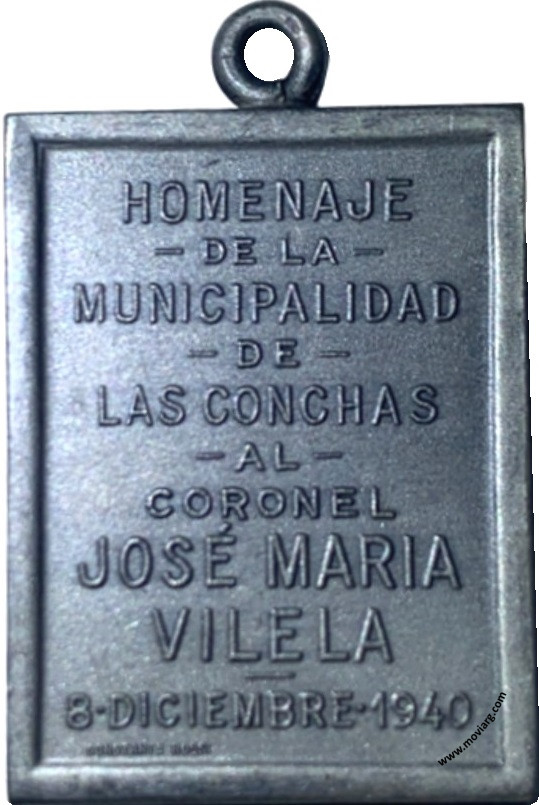 HOMENAJE
— DE LA —
MUNICIPALIDAD
— DE —
LAS CONCHAS
— AL —
CORONEL
JOSÉ MARIA
VILELA
8·DICIEMBRE·1940
www.moviarg.com